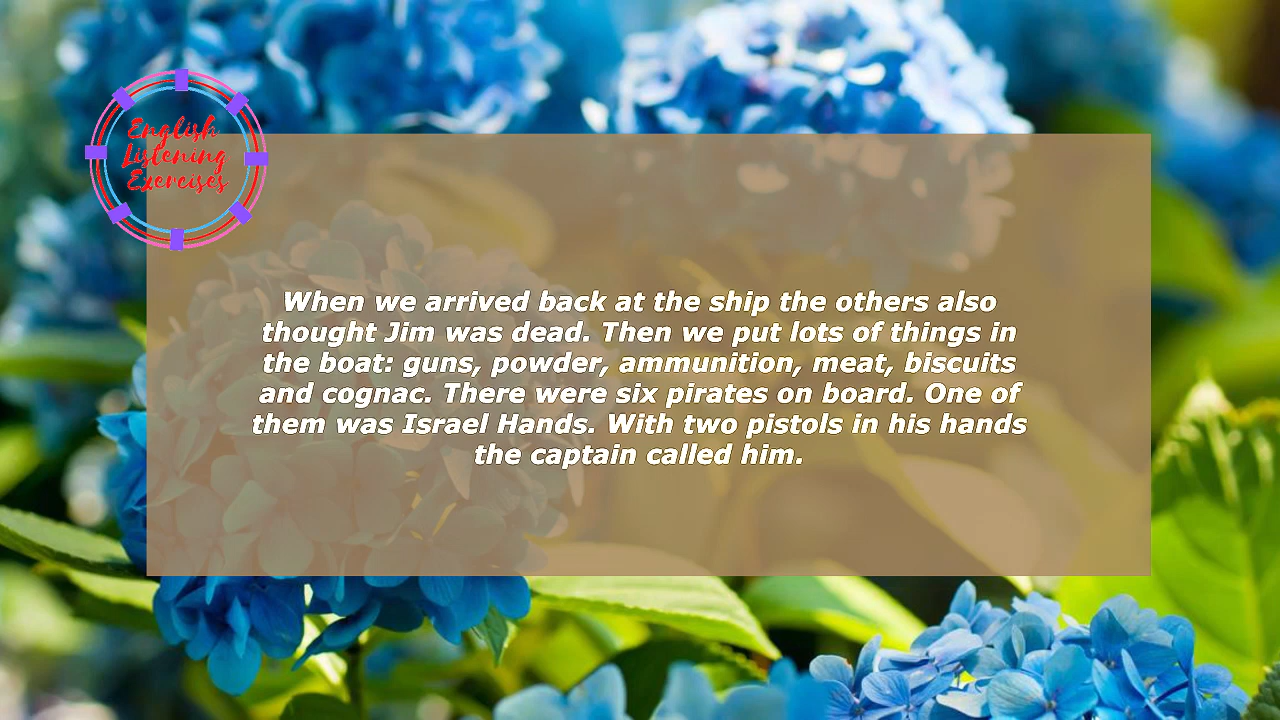 English
Listening
Exercises
When we arrived back at the ship the others also
thought Jim was dead. Then we put lots of things in
the boat: guns, powder, ammunition, meat, biscuits
and cognac. There were six pirates on board. One of
them was Israel Hands. With two pistols in his hands
the captain called him.